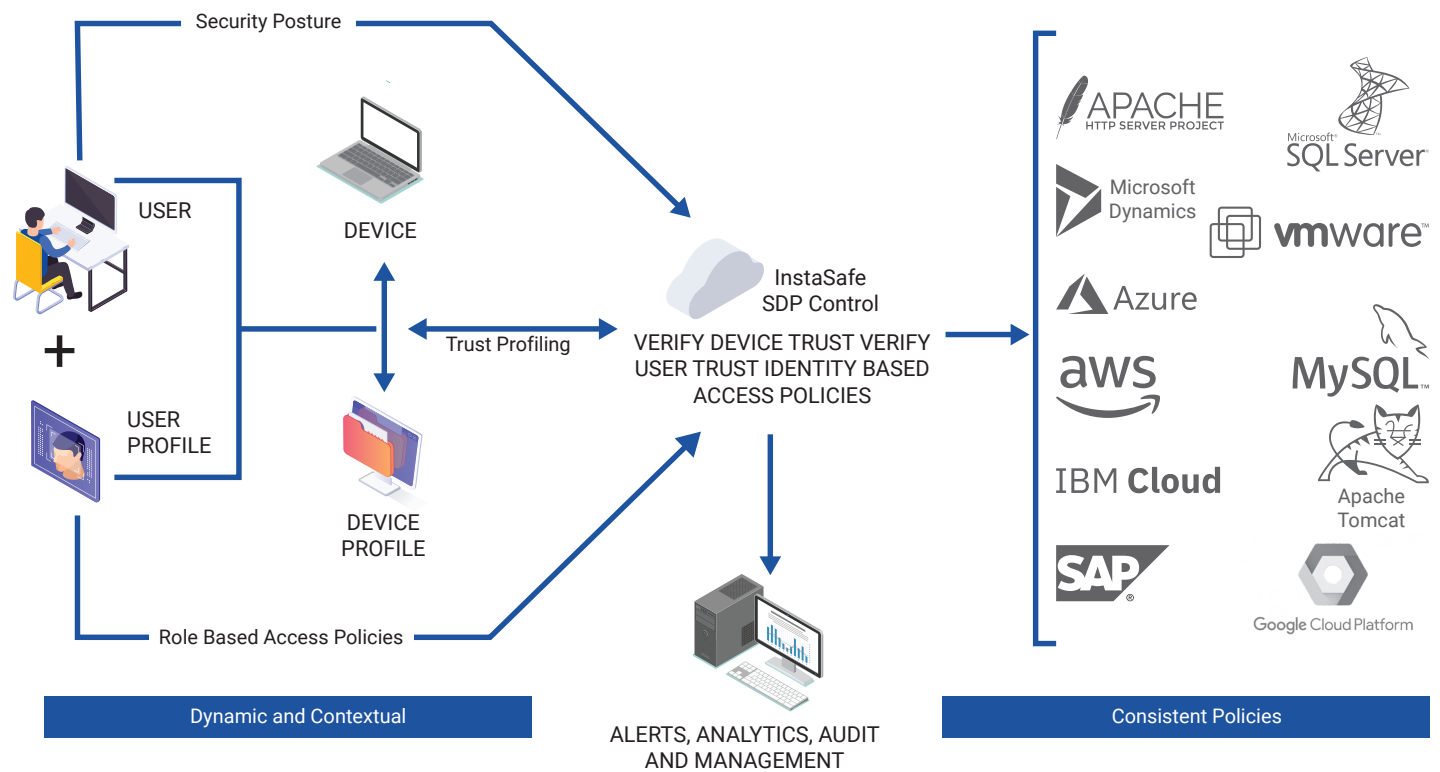 Security Posture
USER
+
USER
PROFILE
DEVICE
DEVICE
PROFILE
Trust Profiling
Role Based Access Policies
InstaSafe
SDP Control
VERIFY DEVICE TRUST VERIFY
USER TRUST IDENTITY BASED
ACCESS POLICIES
ALERTS, ANALYTICS, AUDIT
AND MANAGEMENT
APACHE
HTTP SERVER PROJECT
Microsoft®
SQL Server®
Microsoft
Dynamics
vmware™
Azure
aws
MySQL™
IBM Cloud
Apache
Tomcat
SAP®
Google Cloud Platform
Dynamic and Contextual
Consistent Policies